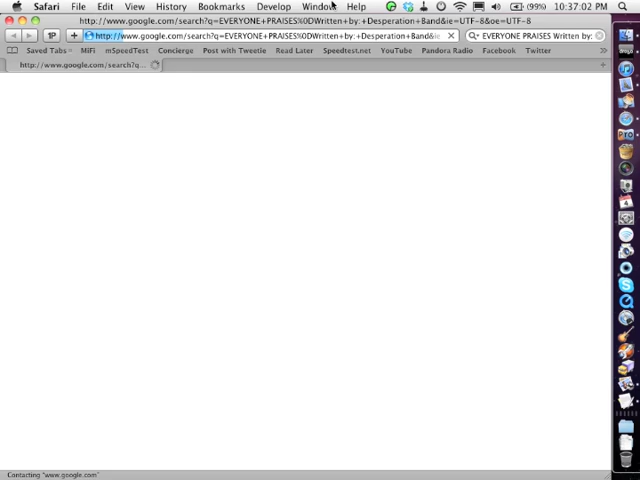 Safari File Edit View History Bookmarks Develop Window Help (99%) 10:37:02 PM
http://www.google.com/search?q=EVERYONE+PRAISES%0DWritten+by:+Desperation+Band&ie=UTF-8&oe=UTF-8
1P http://www.google.com/search?q=EVERYONE+PRAISES%0DWritten+by:+Desperation+Band&ie EVERYONE PRAISES Written by:
Saved Tabs MiFi mSpeedTest Concierge Post with Tweetie Read Later Speedtest.net YouTube Pandora Radio Facebook Twitter
http://www.google.com/search?q...
Contacting "www.google.com"